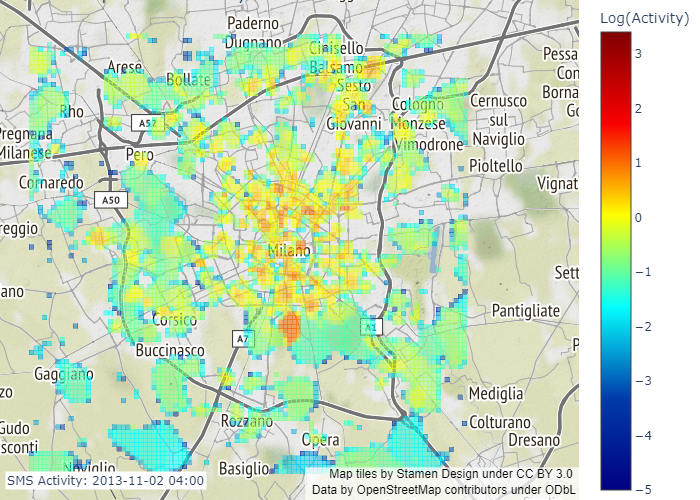 Paderno
Dugnano
Cinisello
Balsamo
Sesto
San
Giovanni
Arese
Bollate
Pessa
Con
Borna
Go
Rho
A52
Cologno
Monzese
Cernusco
sul
Naviglio
Vimodrone
Pioltello
Pregnana
Milanese
Pero
Cornaredo
A50
Vignat
reggio
Milano
Sett
ano
Pantigliate
Corsico
A7
A1
P
Buccinasco
Gaggiano
Mediglia
zo
Rozzano
Colturano
Dresano
Gudo
sconti
Opera
Noviglio
Basiglio
SMS Activity: 2013-11-02 04:00
Map tiles by Stamen Design under CC BY 3.0
Data by OpenStreetMap contributors under ODbL
Log(Activity)
3
2
1
0
−1
−2
−3
−4
−5